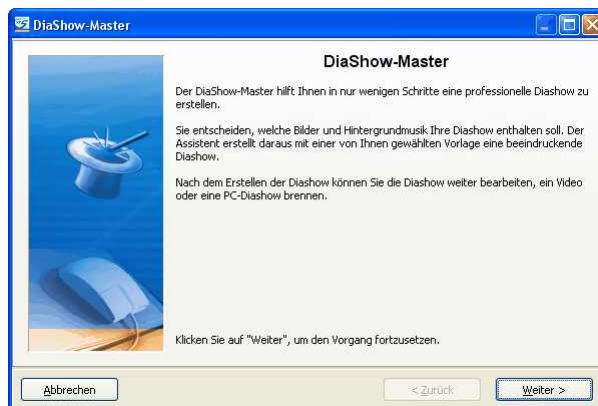 DiaShow-Master
DiaShow-Master
Der DiaShow-Master hilft Ihnen in nur wenigen Schritte eine professionelle Diashow zu
erstellen.
Sie entscheiden, welche Bilder und Hintergrundmusik Ihre Diashow enthalten soll. Der
Assistent erstellt daraus mit einer von Ihnen gewählten Vorlage eine beeindruckende
Diashow.
Nach dem Erstellen der Diashow können Sie die Diashow weiter bearbeiten, ein Video
oder eine PC-Diashow brennen.
Klicken Sie auf "Weiter", um den Vorgang fortzusetzen.
Abbrechen
< Zurück
Weiter >